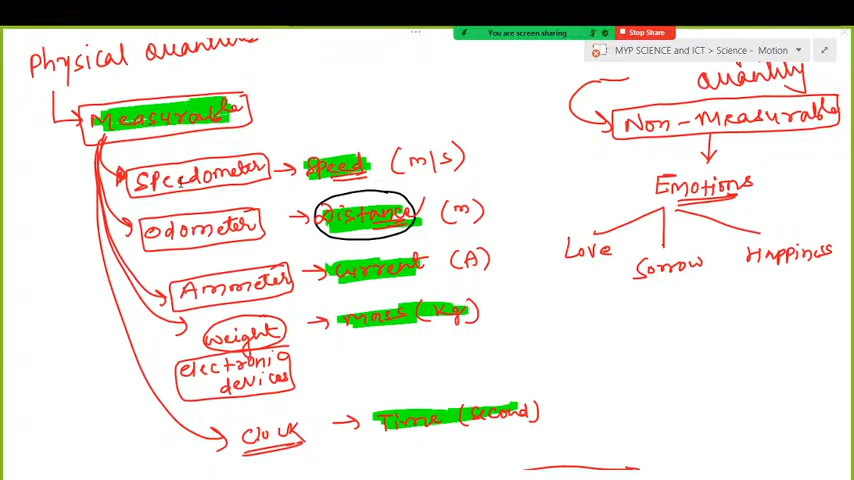 You are screen sharing
Stop Share
MYP SCIENCE and ICT > Science - Motion
Physical Quantities
Quantity
Measurable
Non-Measurable
Speedometer → Speed (m/s)
Emotions
Odometer → Distance (m)
Love Sorrow Happiness
Ammeter → Current (A)
weight → mass (kg)
electronic
devices
Clock → Time (second)